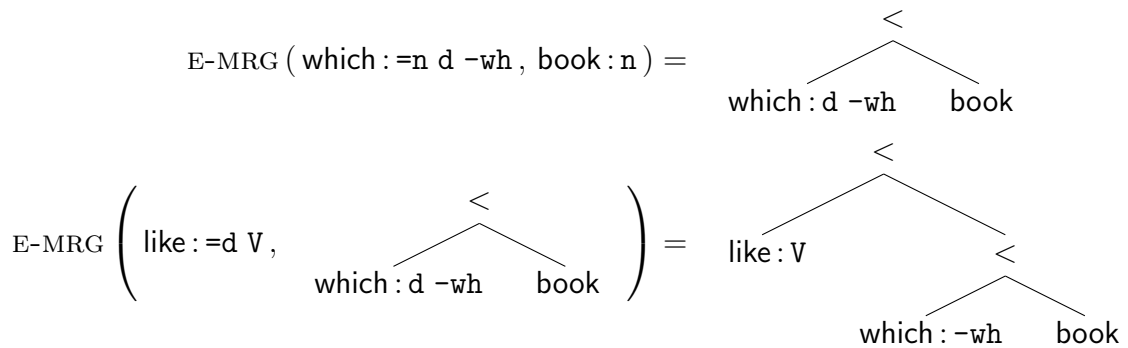 <
E-MRG ( which : =n d -wh , book : n ) =
which : d -wh book
<
<
E-MRG ( like : =d V , which : d -wh book ) = like : V <
which : -wh book